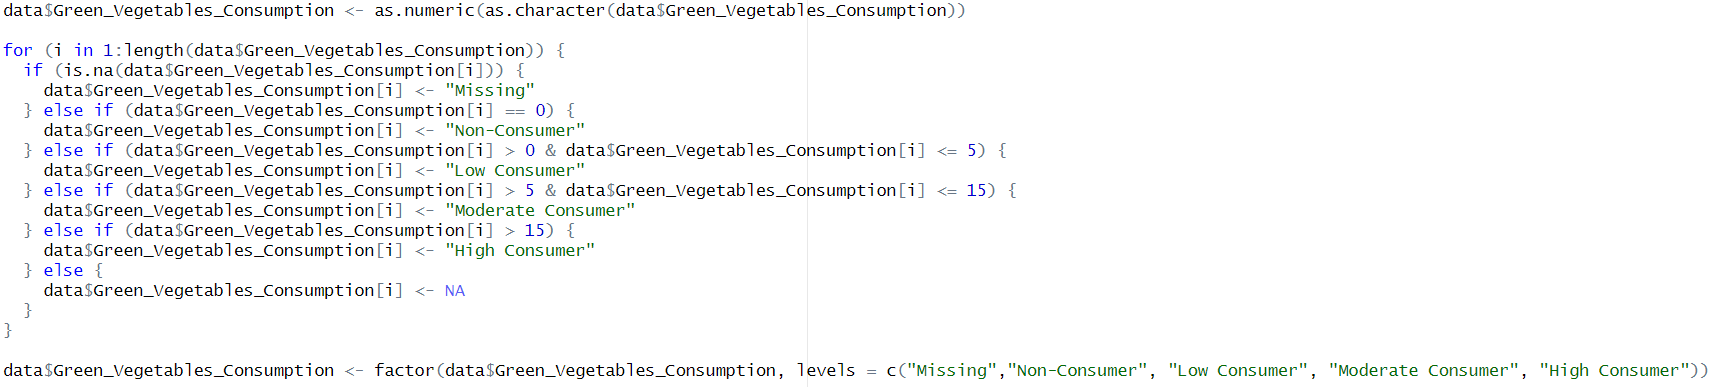 data$Green_Vegetables_Consumption <- as.numeric(as.character(data$Green_Vegetables_Consumption))

for (i in 1:length(data$Green_Vegetables_Consumption)) {
  if (is.na(data$Green_Vegetables_Consumption[i])) {
    data$Green_Vegetables_Consumption[i] <- "Missing"
  } else if (data$Green_Vegetables_Consumption[i] == 0) {
    data$Green_Vegetables_Consumption[i] <- "Non-Consumer"
  } else if (data$Green_Vegetables_Consumption[i] > 0 & data$Green_Vegetables_Consumption[i] <= 5) {
    data$Green_Vegetables_Consumption[i] <- "Low Consumer"
  } else if (data$Green_Vegetables_Consumption[i] > 5 & data$Green_Vegetables_Consumption[i] <= 15) {
    data$Green_Vegetables_Consumption[i] <- "Moderate Consumer"
  } else if (data$Green_Vegetables_Consumption[i] > 15) {
    data$Green_Vegetables_Consumption[i] <- "High Consumer"
  } else {
    data$Green_Vegetables_Consumption[i] <- NA
  }
}

data$Green_Vegetables_Consumption <- factor(data$Green_Vegetables_Consumption, levels = c("Missing","Non-Consumer", "Low Consumer", "Moderate Consumer", "High Consumer"))